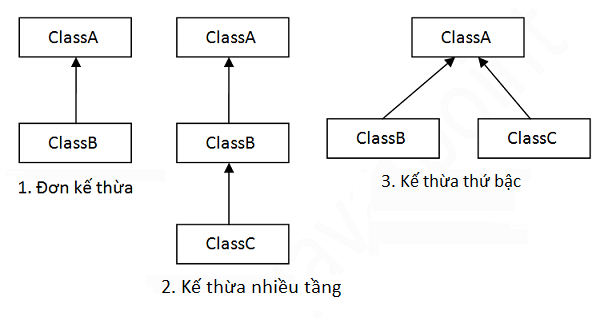 ClassA
ClassB
1. Đơn kế thừa
ClassA
ClassB
ClassC
2. Kế thừa nhiều tầng
ClassA
ClassB
ClassC
3. Kế thừa thứ bậc